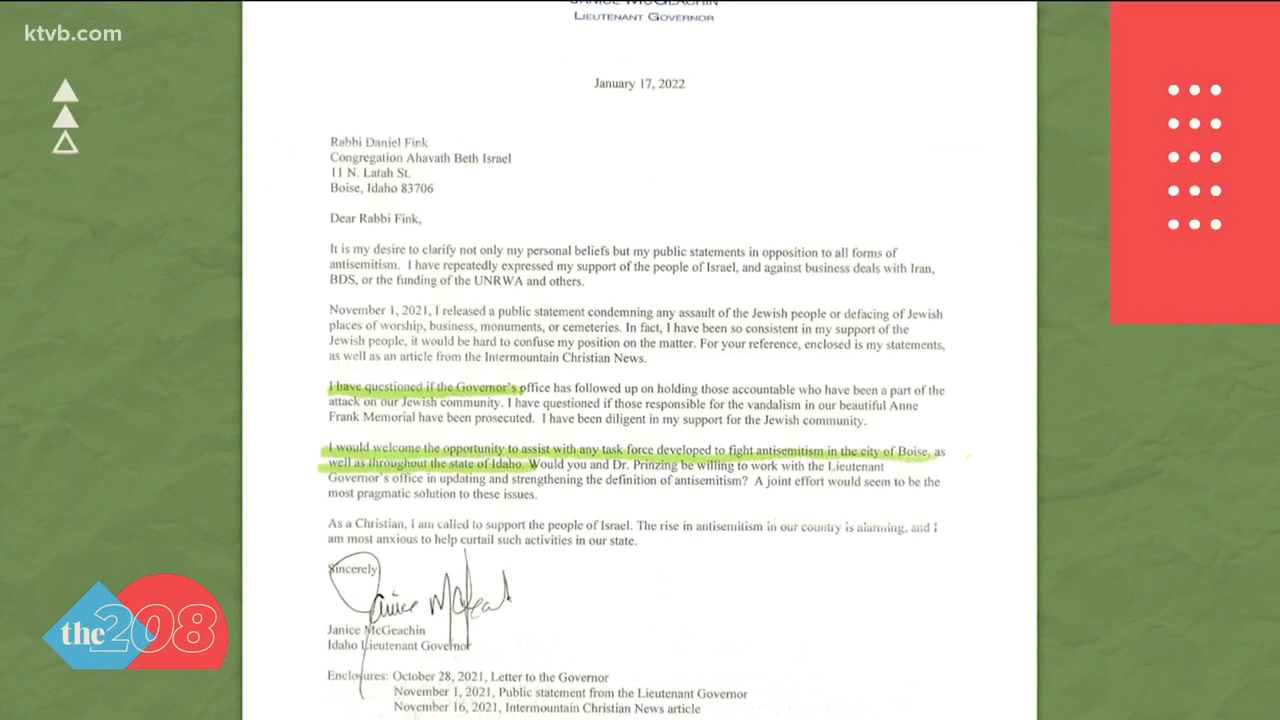 ktvb.com
JANICE MCGEACHIN
LIEUTENANT GOVERNOR
January 17, 2022
Rabbi Daniel Fink
Congregation Ahavath Beth Israel
11 N. Latah St.
Boise, Idaho 83706
Dear Rabbi Fink,
It is my desire to clarify not only my personal beliefs but my public statements in opposition to all forms of
antisemitism. I have repeatedly expressed my support of the people of Israel, and against business deals with Iran,
BDS, or the funding of the UNRWA and others.
November 1, 2021, I released a public statement condemning any assault of the Jewish people or defacing of Jewish
places of worship, business, monuments, or cemeteries. In fact, I have been so consistent in my support of the
Jewish people, it would be hard to confuse my position on the matter. For your reference, enclosed is my statements,
as well as an article from the Intermountain Christian News.
I have questioned if the Governor's office has followed up on holding those accountable who have been a part of the
attack on our Jewish community. I have questioned if those responsible for the vandalism in our beautiful Anne
Frank Memorial have been prosecuted. I have been diligent in my support for the Jewish community.
I would welcome the opportunity to assist with any task force developed to fight antisemitism in the city of Boise, as
well as throughout the state of Idaho. Would you and Dr. Prinzing be willing to work with the Lieutenant
Governor's office in updating and strengthening the definition of antisemitism? A joint effort would seem to be the
most pragmatic solution to these issues.
As a Christian, I am called to support the people of Israel. The rise in antisemitism in our country is alarming, and I
am most anxious to help curtail such activities in our state.
Sincerely
Janice McGeachin
Janice McGeachin
Idaho Lieutenant Governor
Enclosures: October 28, 2021, Letter to the Governor
November 1, 2021, Public statement from the Lieutenant Governor
November 16, 2021, Intermountain Christian News article
the 208